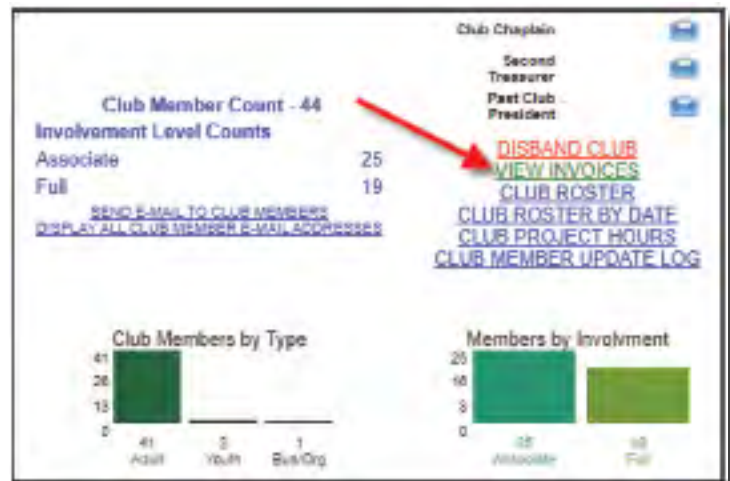 Club Chaplain
Second
Treasurer
Past Club
President
Club Member Count - 44
Involvement Level Counts
Associate 25
Full 19
SEND E-MAIL TO CLUB MEMBERS
DISPLAY ALL CLUB MEMBER E-MAIL ADDRESSES
DISBAND CLUB
VIEW INVOICES
CLUB ROSTER
CLUB ROSTER BY DATE
CLUB PROJECT HOURS
CLUB MEMBER UPDATE LOG
Club Members by Type
41
13
0
41
1
Adult
Youth
Bus/Org
Members by Involvment
25
0
Associate
Full